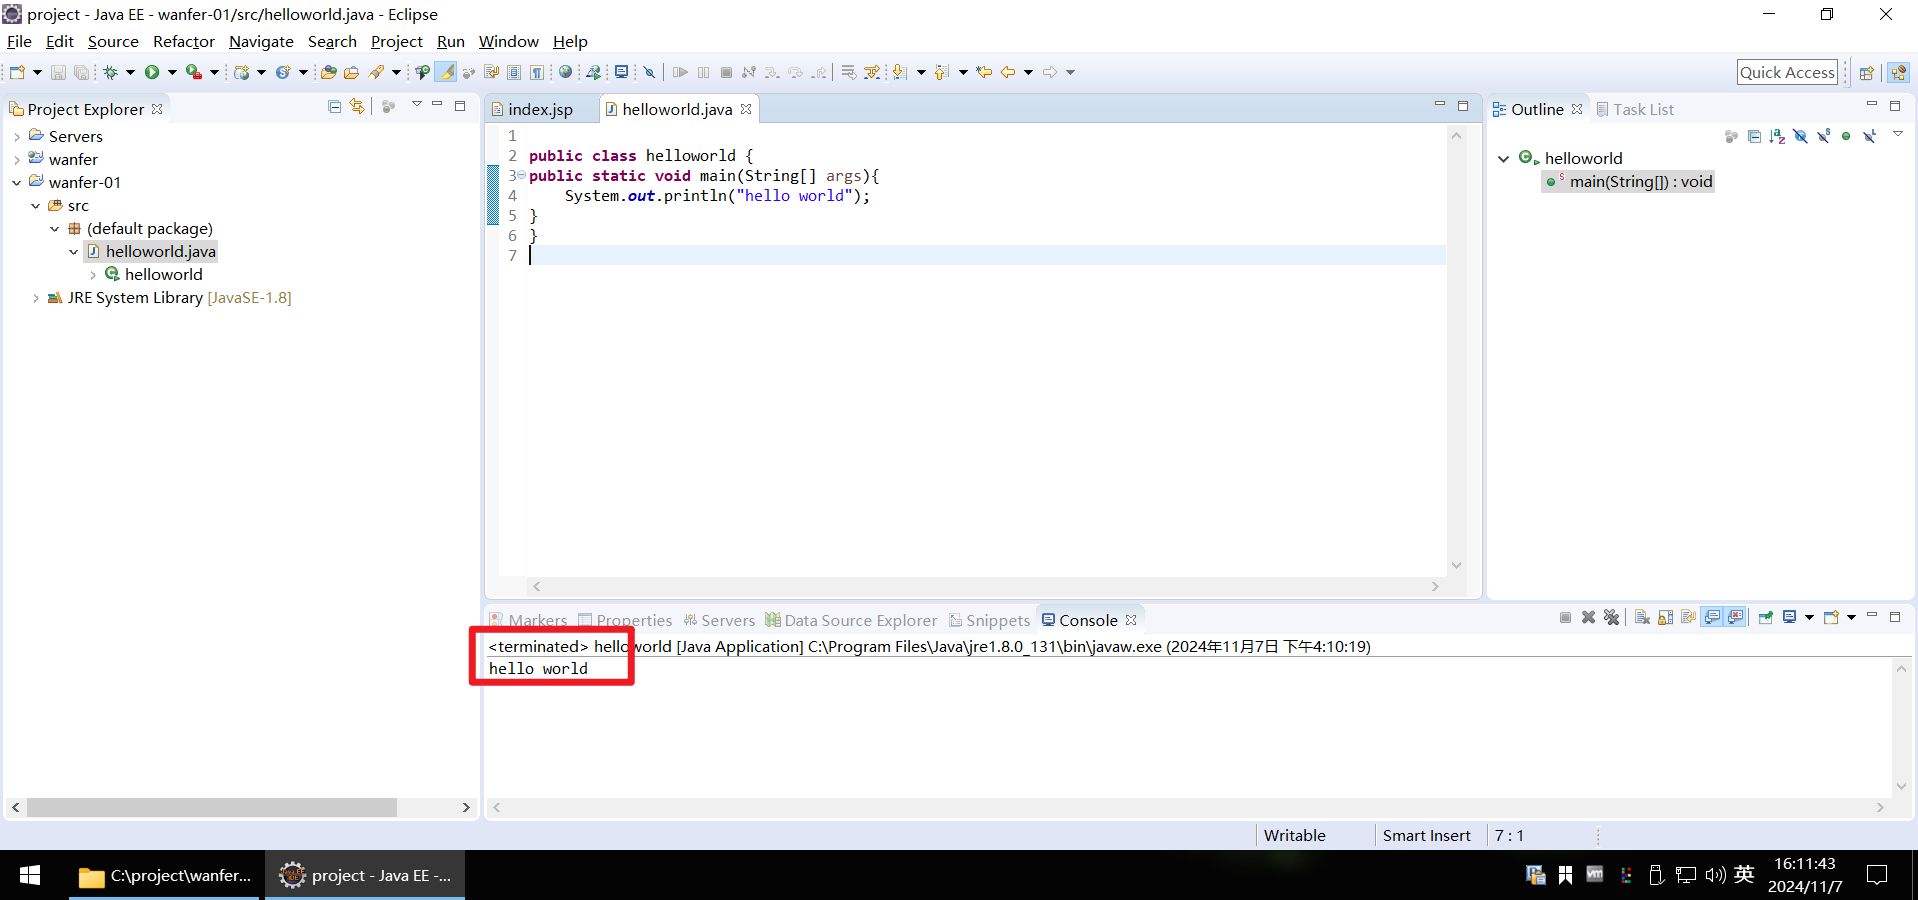 project - Java EE - wanfer-01/src/helloworld.java - Eclipse
File Edit Source Refactor Navigate Search Project Run Window Help
Quick Access
Project Explorer
Servers
wanfer
wanfer-01
src
(default package)
helloworld.java
helloworld
JRE System Library [JavaSE-1.8]
index.jsp
helloworld.java
1
2 public class helloworld {
3 public static void main(String[] args){
4 System.out.println("hello world");
5 }
6 }
7
Outline
Task List
helloworld
main(String[]) : void
Markers Properties Servers Data Source Explorer Snippets Console
<terminated> helloworld [Java Application] C:\Program Files\Java\jre1.8.0_131\bin\javaw.exe (2024年11月7日 下午4:10:19)
hello world
Writable Smart Insert 7 : 1
C:\project\wanfer...
project - Java EE -...
英
16:11:43
2024/11/7